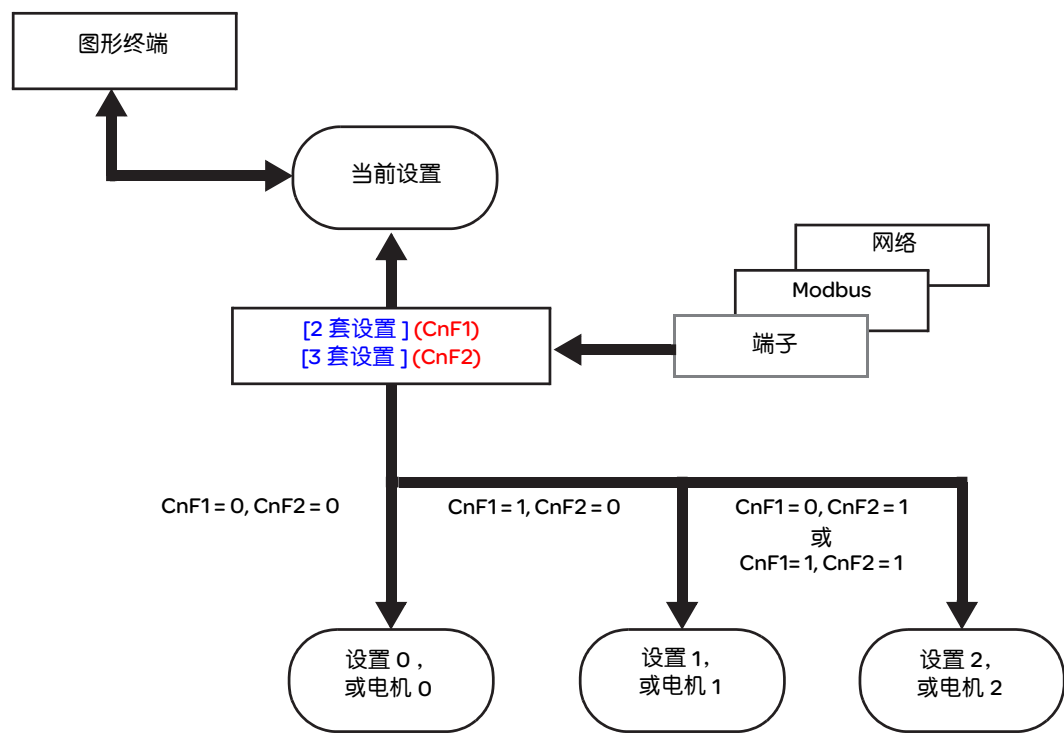 图形终端
当前设置
网络
Modbus
端子
[2 套设置 ] (CnF1)
[3 套设置 ] (CnF2)
CnF1 = 0, CnF2 = 0
CnF1 = 1, CnF2 = 0
CnF1 = 0, CnF2 = 1
或
CnF1= 1, CnF2 = 1
设置 0 ，
或电机 0
设置 1，
或电机 1
设置 2，
或电机 2